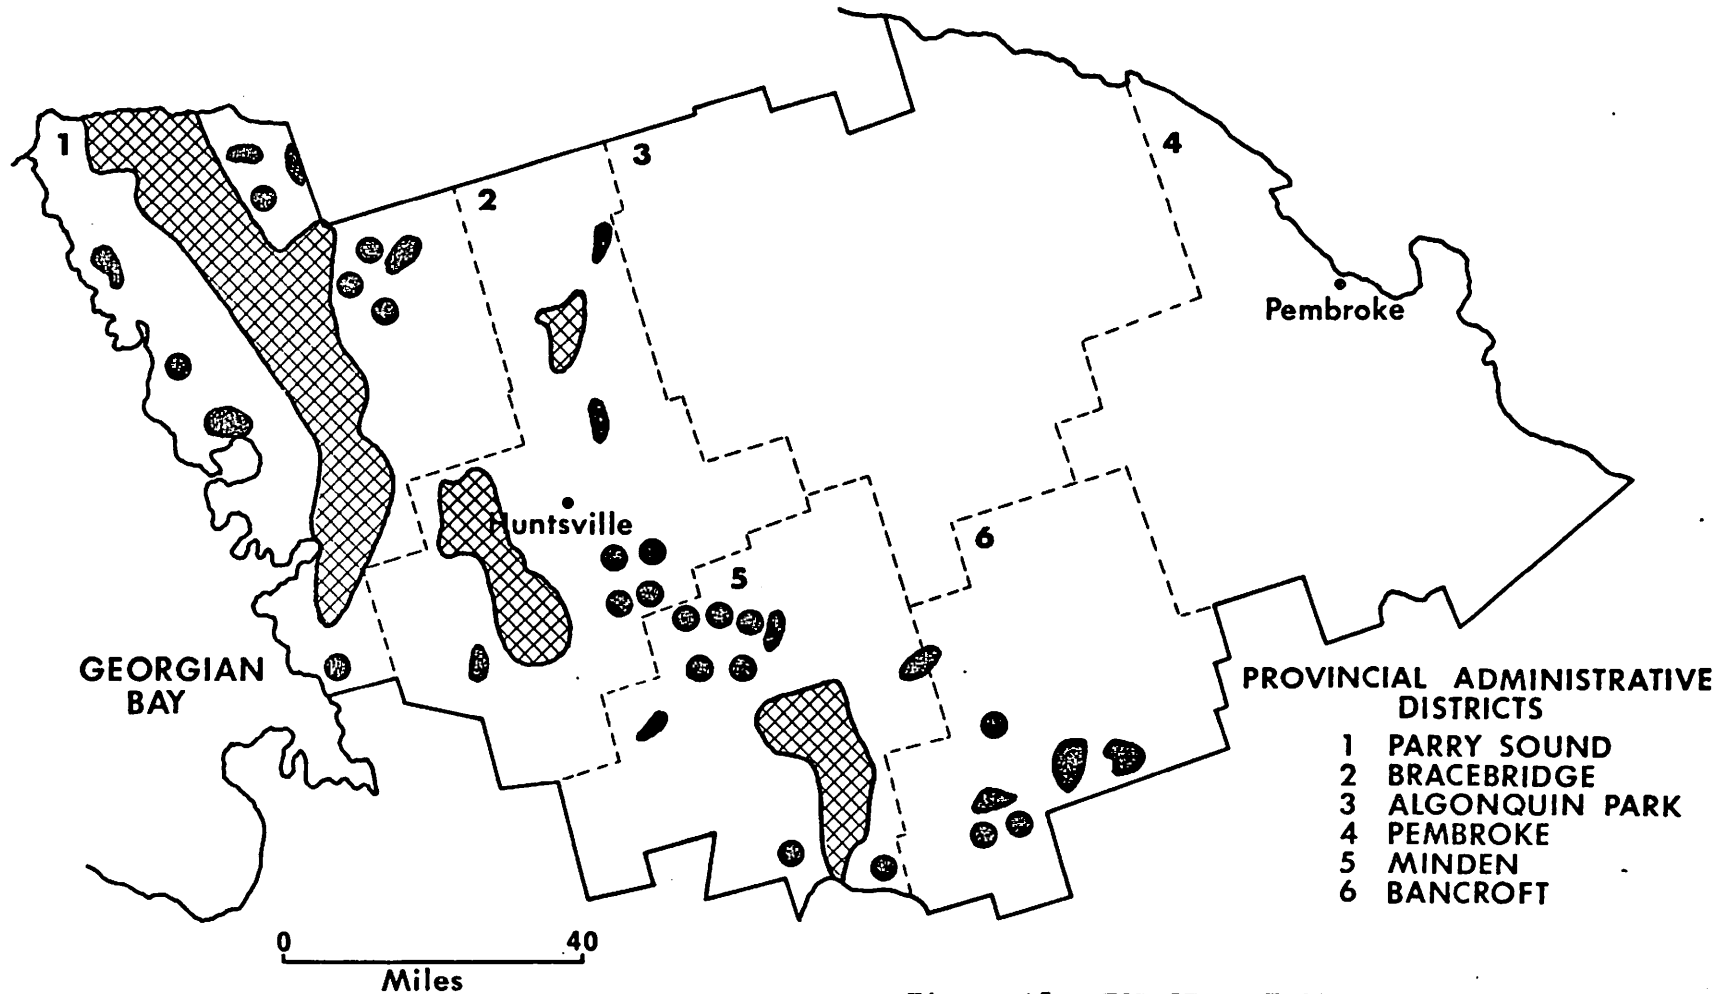 1
2
3
4
Pembroke
Huntsville
5
6
GEORGIAN
BAY
PROVINCIAL ADMINISTRATIVE
DISTRICTS
1 PARRY SOUND
2 BRACEBRIDGE
3 ALGONQUIN PARK
4 PEMBROKE
5 MINDEN
6 BANCROFT
0 40
Miles